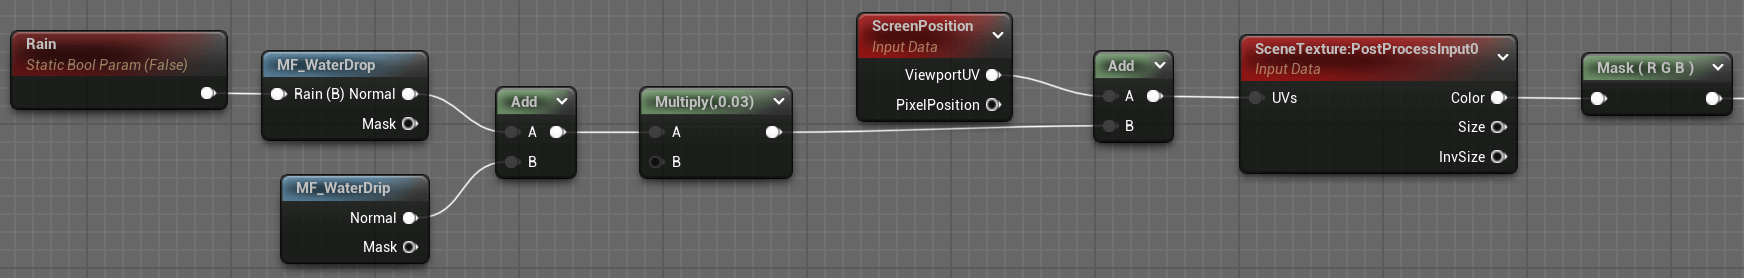 Rain
Static Bool Param (False)
MF_WaterDrop
Rain (B) Normal
Mask
MF_WaterDrip
Normal
Mask
Add
A
B
Multiply(,0.03)
A
B
ScreenPosition
Input Data
ViewportUV
PixelPosition
Add
A
B
SceneTexture:PostProcessInput0
Input Data
UVs Color
Size
InvSize
Mask ( R G B )